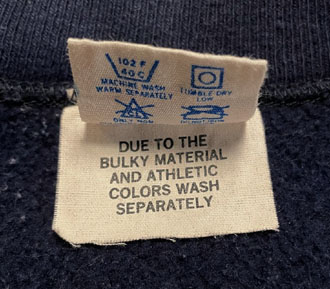 102 F
40 C
MACHINE WASH
WARM SEPARATELY
TUMBLE DRY
LOW
DUE TO THE
BULKY MATERIAL
AND ATHLETIC
COLORS WASH
SEPARATELY